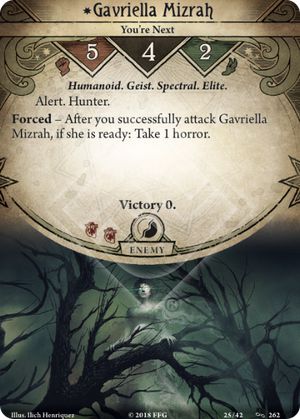 Gavriella Mizrah
You're Next
5 4 2
Humanoid. Geist. Spectral. Elite.
Alert. Hunter.
Forced – After you successfully attack Gavriella
Mizrah, if she is ready: Take 1 horror.
Victory 0.
ENEMY
Illus. Ilich Henriquez © 2018 FFG 25/42 262